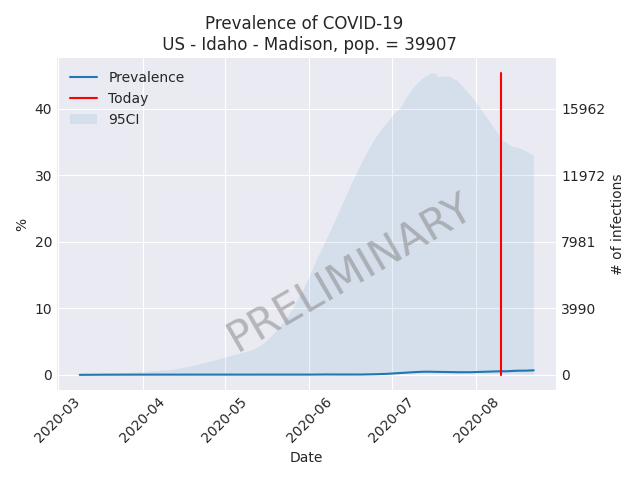 Prevalence of COVID-19
US - Idaho - Madison, pop. = 39907
Prevalence
Today
95CI
%
40
30
20
10
0
15962
11972
7981
3990
0
# of infections
PRELIMINARY
2020-03
2020-04
2020-05
2020-06
2020-07
2020-08
Date